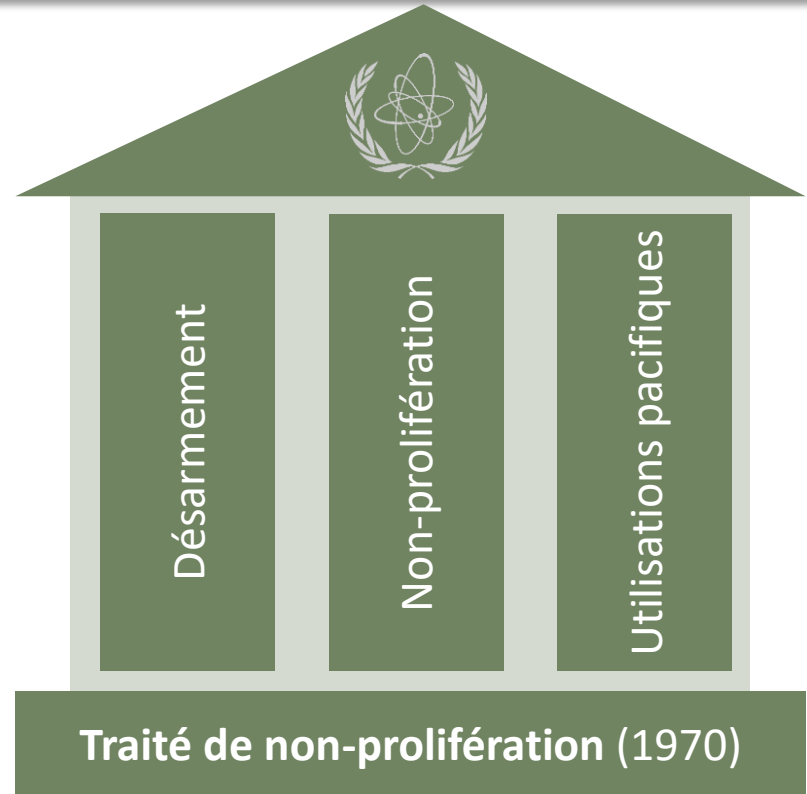 Désarmement
Non-prolifération
Utilisations pacifiques
Traité de non-prolifération (1970)